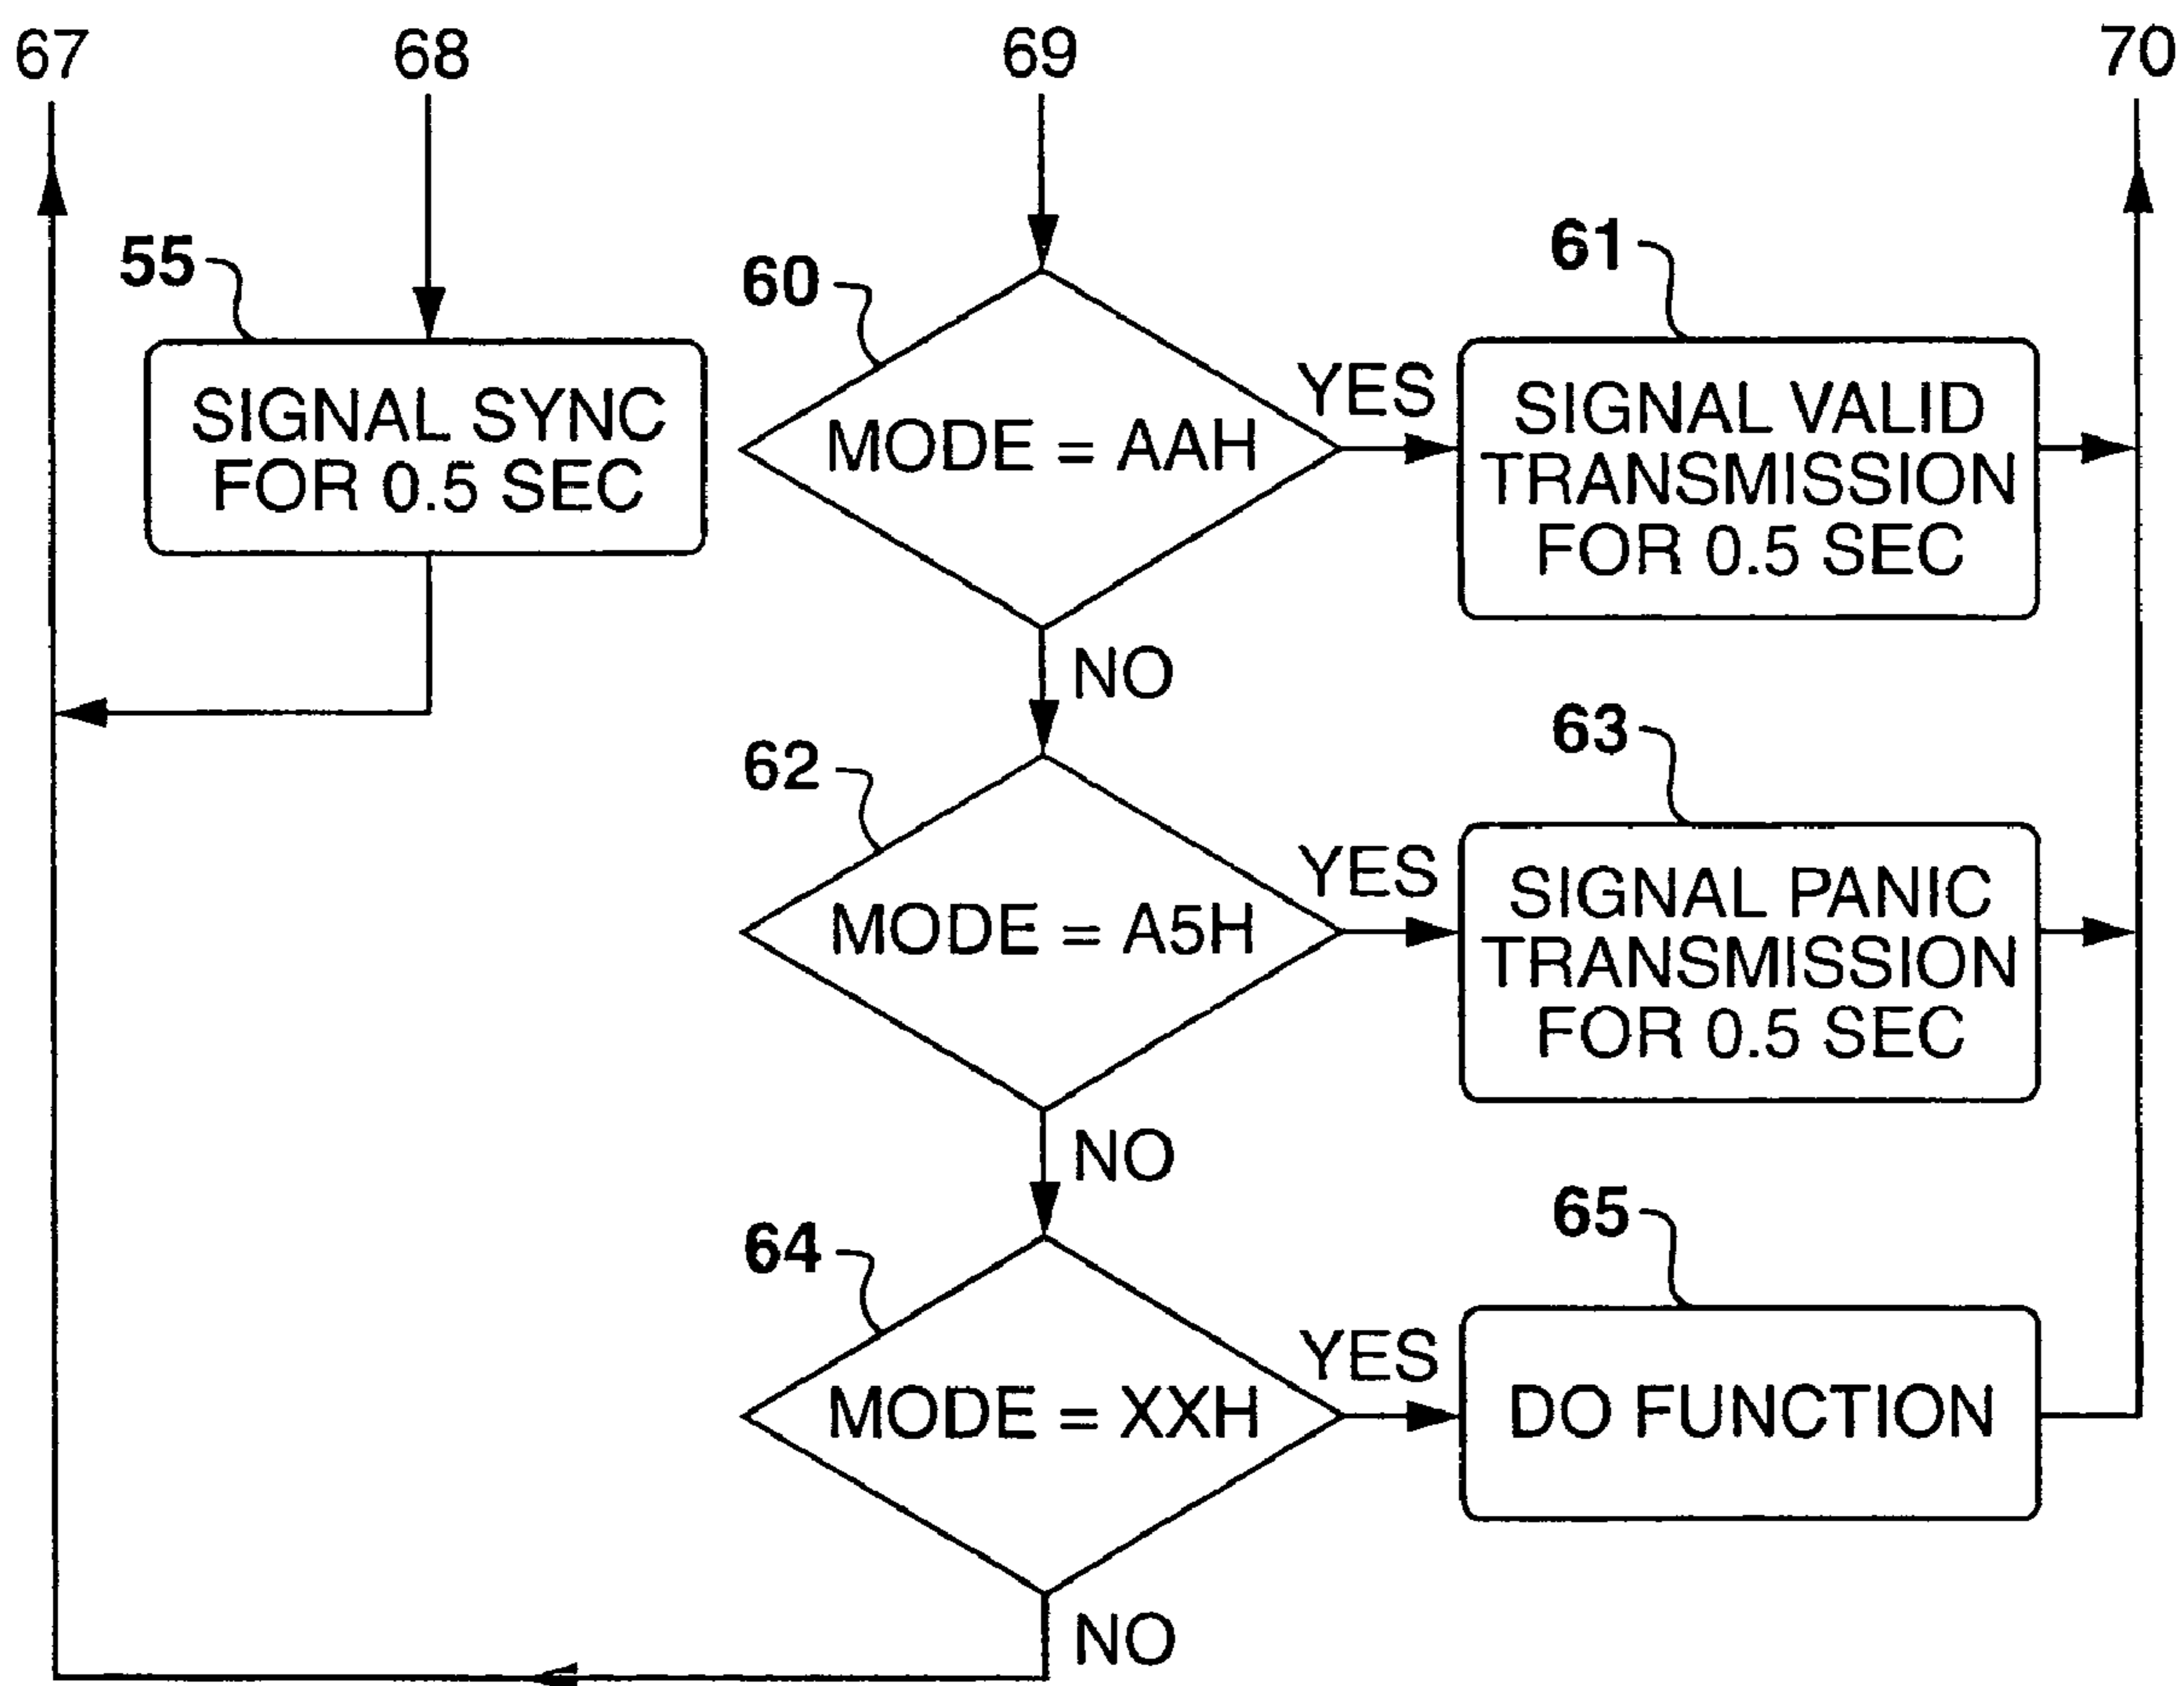 67
68
69
70
55
SIGNAL SYNC
FOR 0.5 SEC
60
MODE = AAH
YES
NO
61
SIGNAL VALID
TRANSMISSION
FOR 0.5 SEC
62
MODE = A5H
YES
NO
63
SIGNAL PANIC
TRANSMISSION
FOR 0.5 SEC
64
MODE = XXH
YES
NO
65
DO FUNCTION